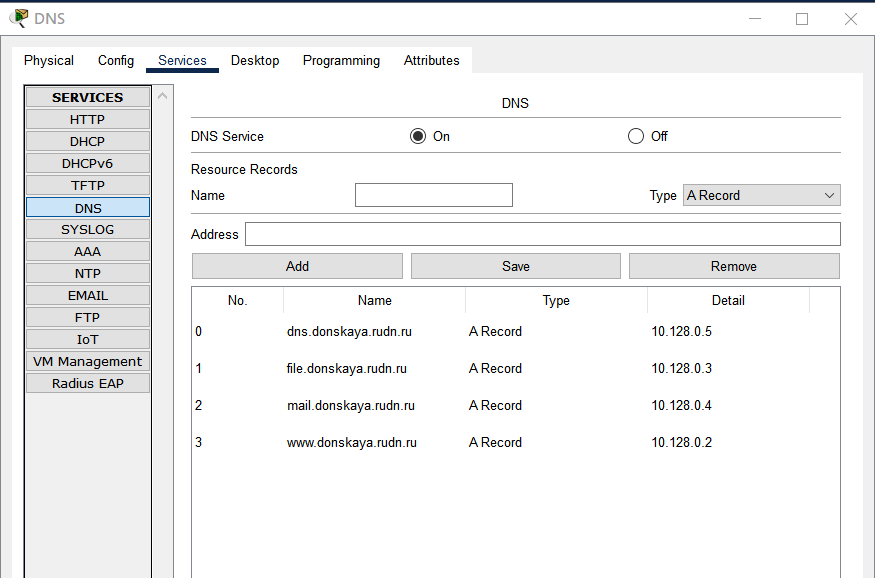 DNS
Physical Config Services Desktop Programming Attributes
SERVICES
HTTP
DHCP
DHCPv6
TFTP
DNS
SYSLOG
AAA
NTP
EMAIL
FTP
IoT
VM Management
Radius EAP
DNS
DNS Service On Off
Resource Records
Name Type A Record
Address
Add Save Remove
No. Name Type Detail
0 dns.donskaya.rudn.ru A Record 10.128.0.5
1 file.donskaya.rudn.ru A Record 10.128.0.3
2 mail.donskaya.rudn.ru A Record 10.128.0.4
3 www.donskaya.rudn.ru A Record 10.128.0.2